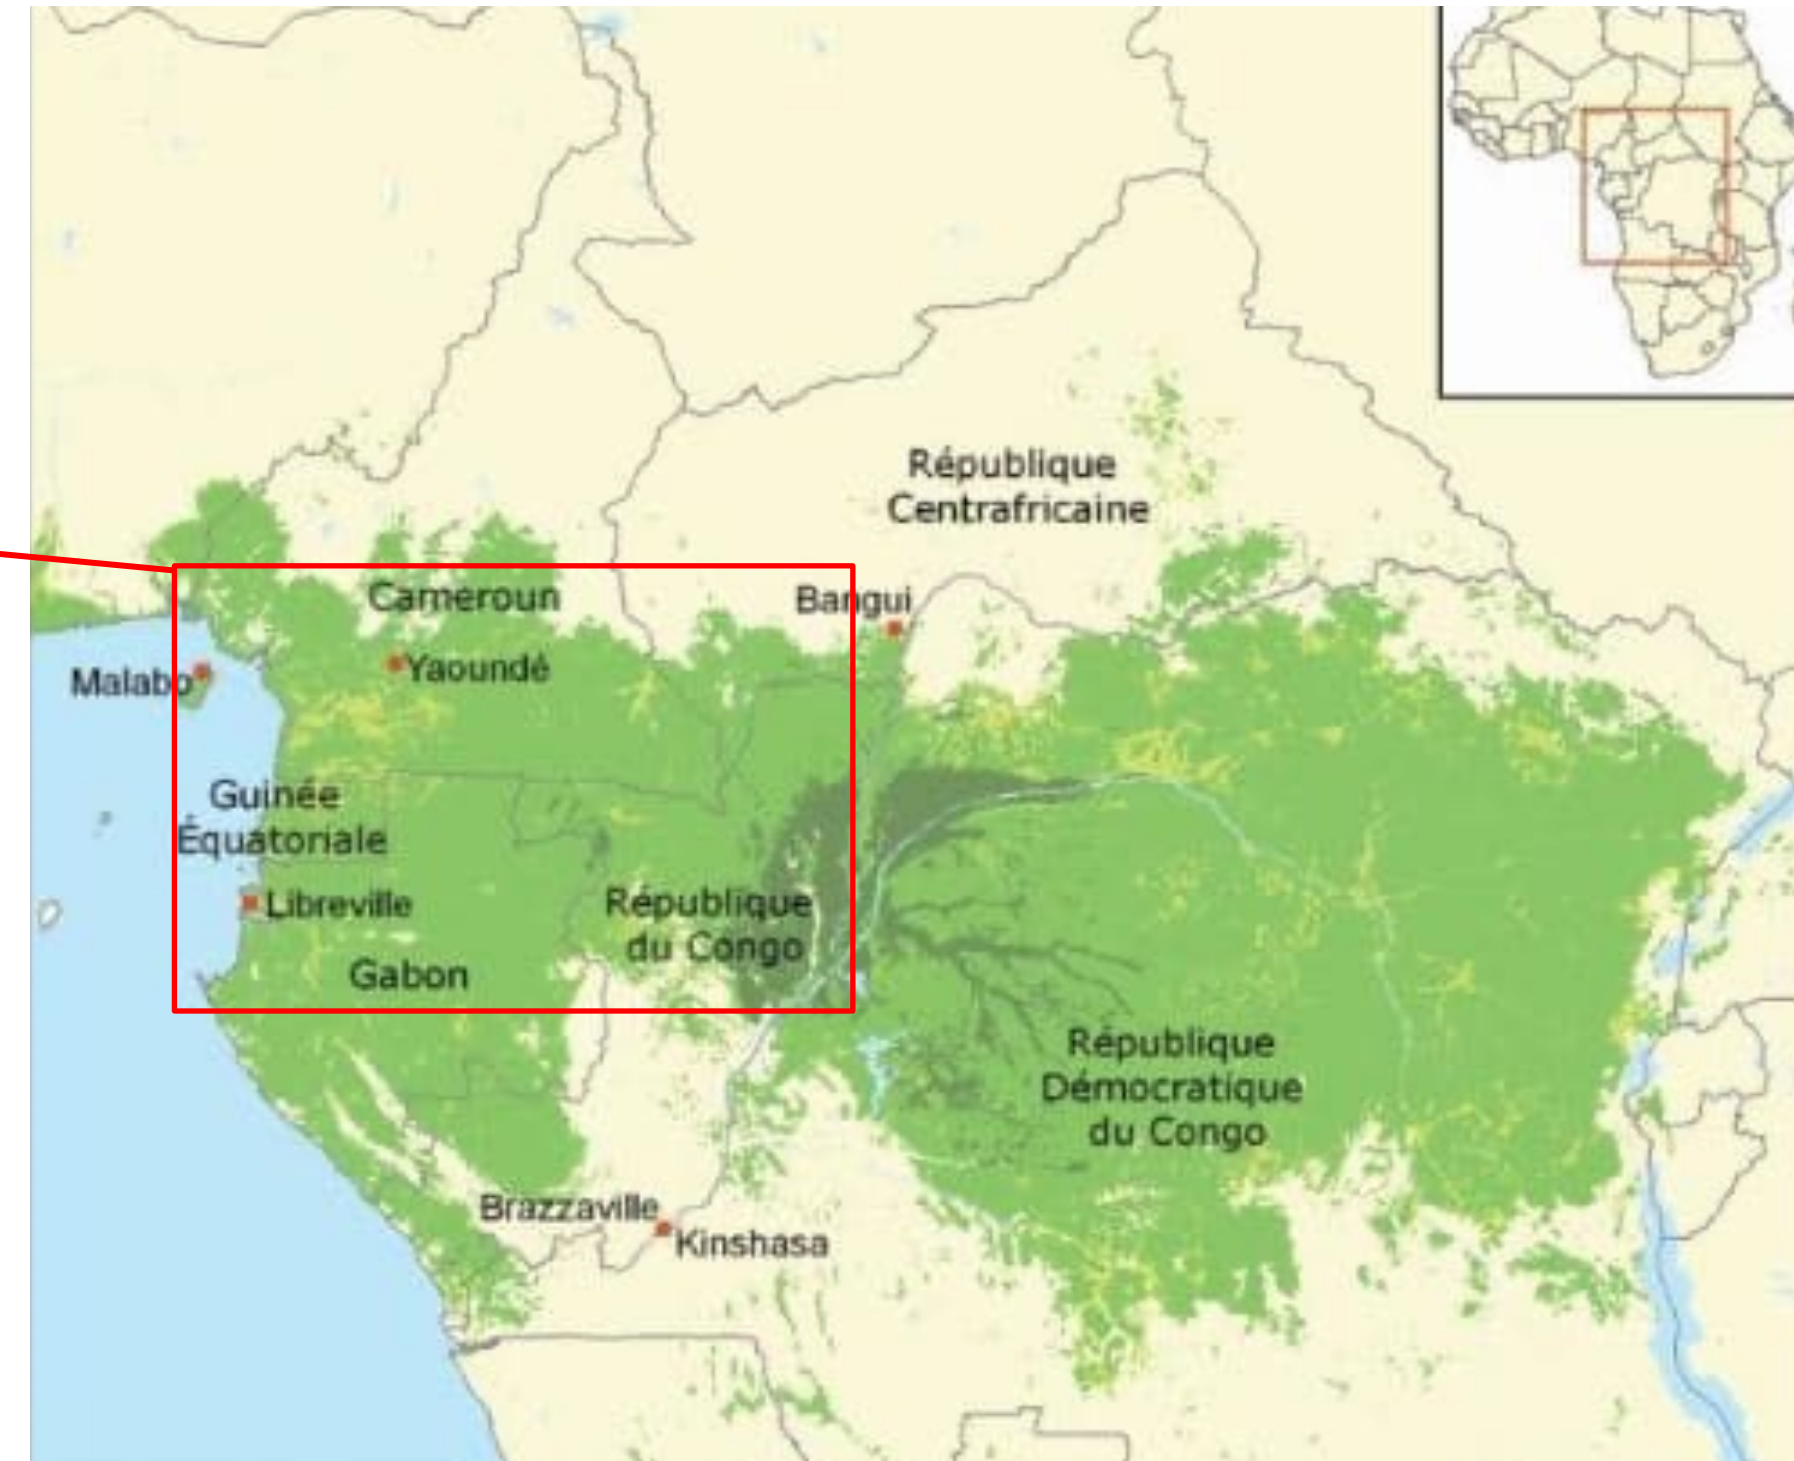 République
Centrafricaine
Cameroun
Bangui
Yaoundé
Malabo
Guinée
Équatoriale
Libreville
République
du Congo
Gabon
République
Démocratique
du Congo
Brazzaville
Kinshasa